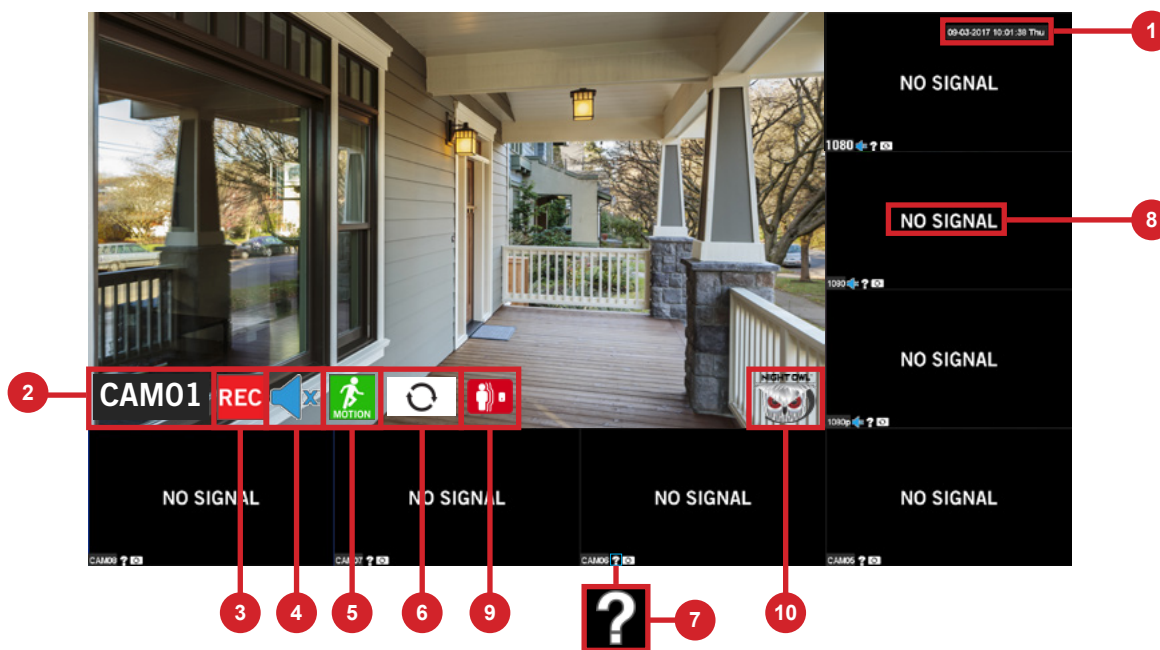 09-03-2017 10:01:39 Thu
1
NO SIGNAL
1080 ?
NO SIGNAL
8
1080 ?
NO SIGNAL
2
CAM01 REC x MOTION
NIGHT OWL
1080p ?
NO SIGNAL
NO SIGNAL
NO SIGNAL
NO SIGNAL
CAM08 ?
CAM07 ?
CAM06 ?
CAM05 ?
3
4
5
6
9
?
7
10